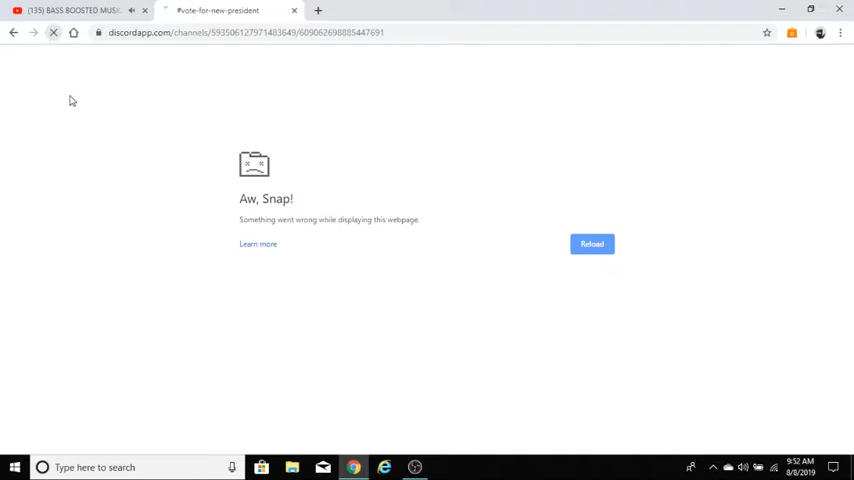 (135) BASS BOOSTED MUSIC
#vote-for-new-president
discordapp.com/channels/593506127971483649/609062698885447691
Aw, Snap!
Something went wrong while displaying this webpage.
Learn more
Reload
Type here to search
9:52 AM
8/8/2019